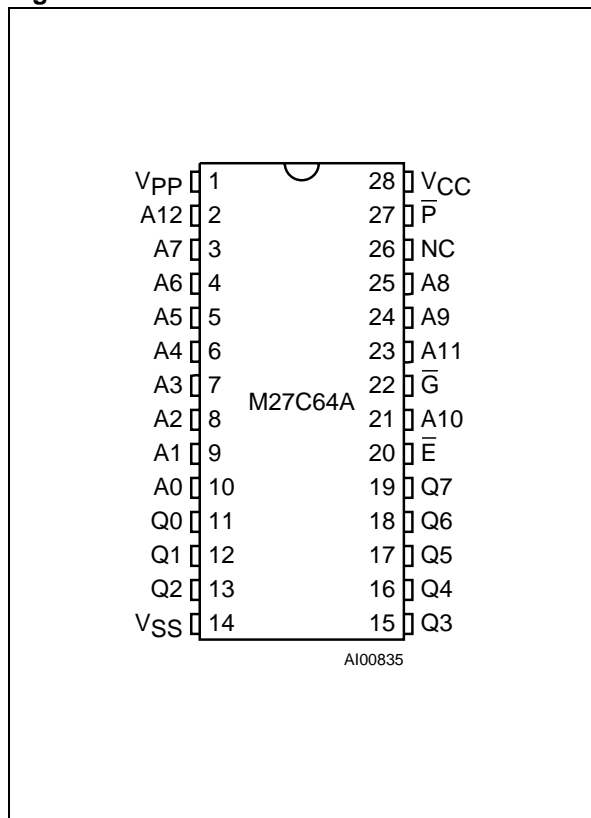 VPP 1 28 VCC
A12 2 27 P̅
A7 3 26 NC
A6 4 25 A8
A5 5 24 A9
A4 6 23 A11
A3 7 22 G̅
M27C64A
A2 8 21 A10
A1 9 20 E̅
A0 10 19 Q7
Q0 11 18 Q6
Q1 12 17 Q5
Q2 13 16 Q4
VSS 14 15 Q3
AI00835